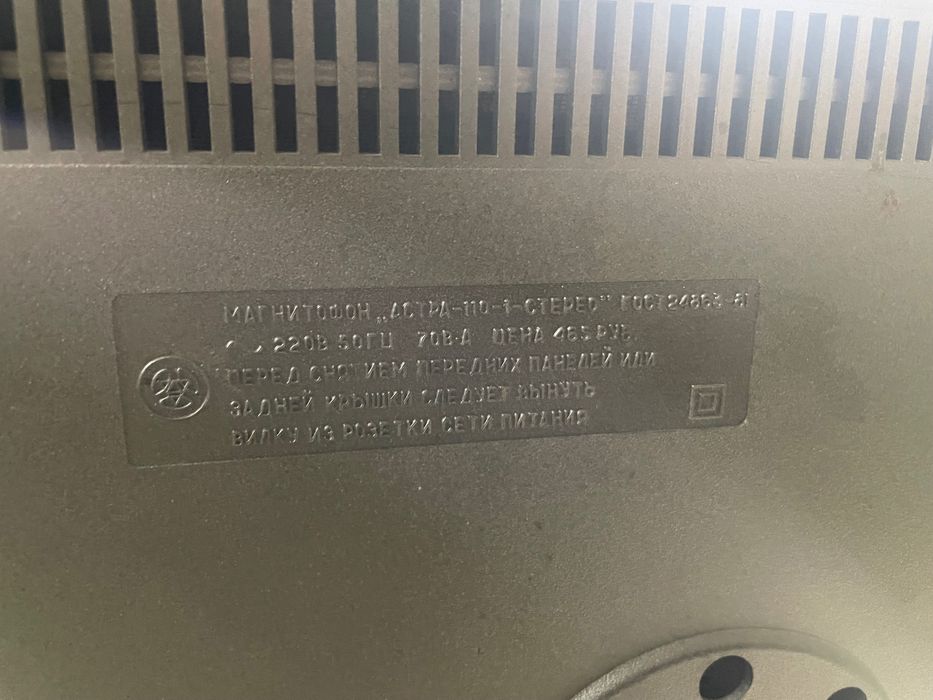 МАГНИТОФОН „АСТРА-110-1-СТЕРЕО" ГОСТ 24863-81
~ 220В 50ГЦ 70В·А ЦЕНА 465 РУБ.
ПЕРЕД СНЯТИЕМ ПЕРЕДНИХ ПАНЕЛЕЙ ИЛИ
ЗАДНЕЙ КРЫШКИ СЛЕДУЕТ ВЫНУТЬ
ВИЛКУ ИЗ РОЗЕТКИ СЕТИ ПИТАНИЯ